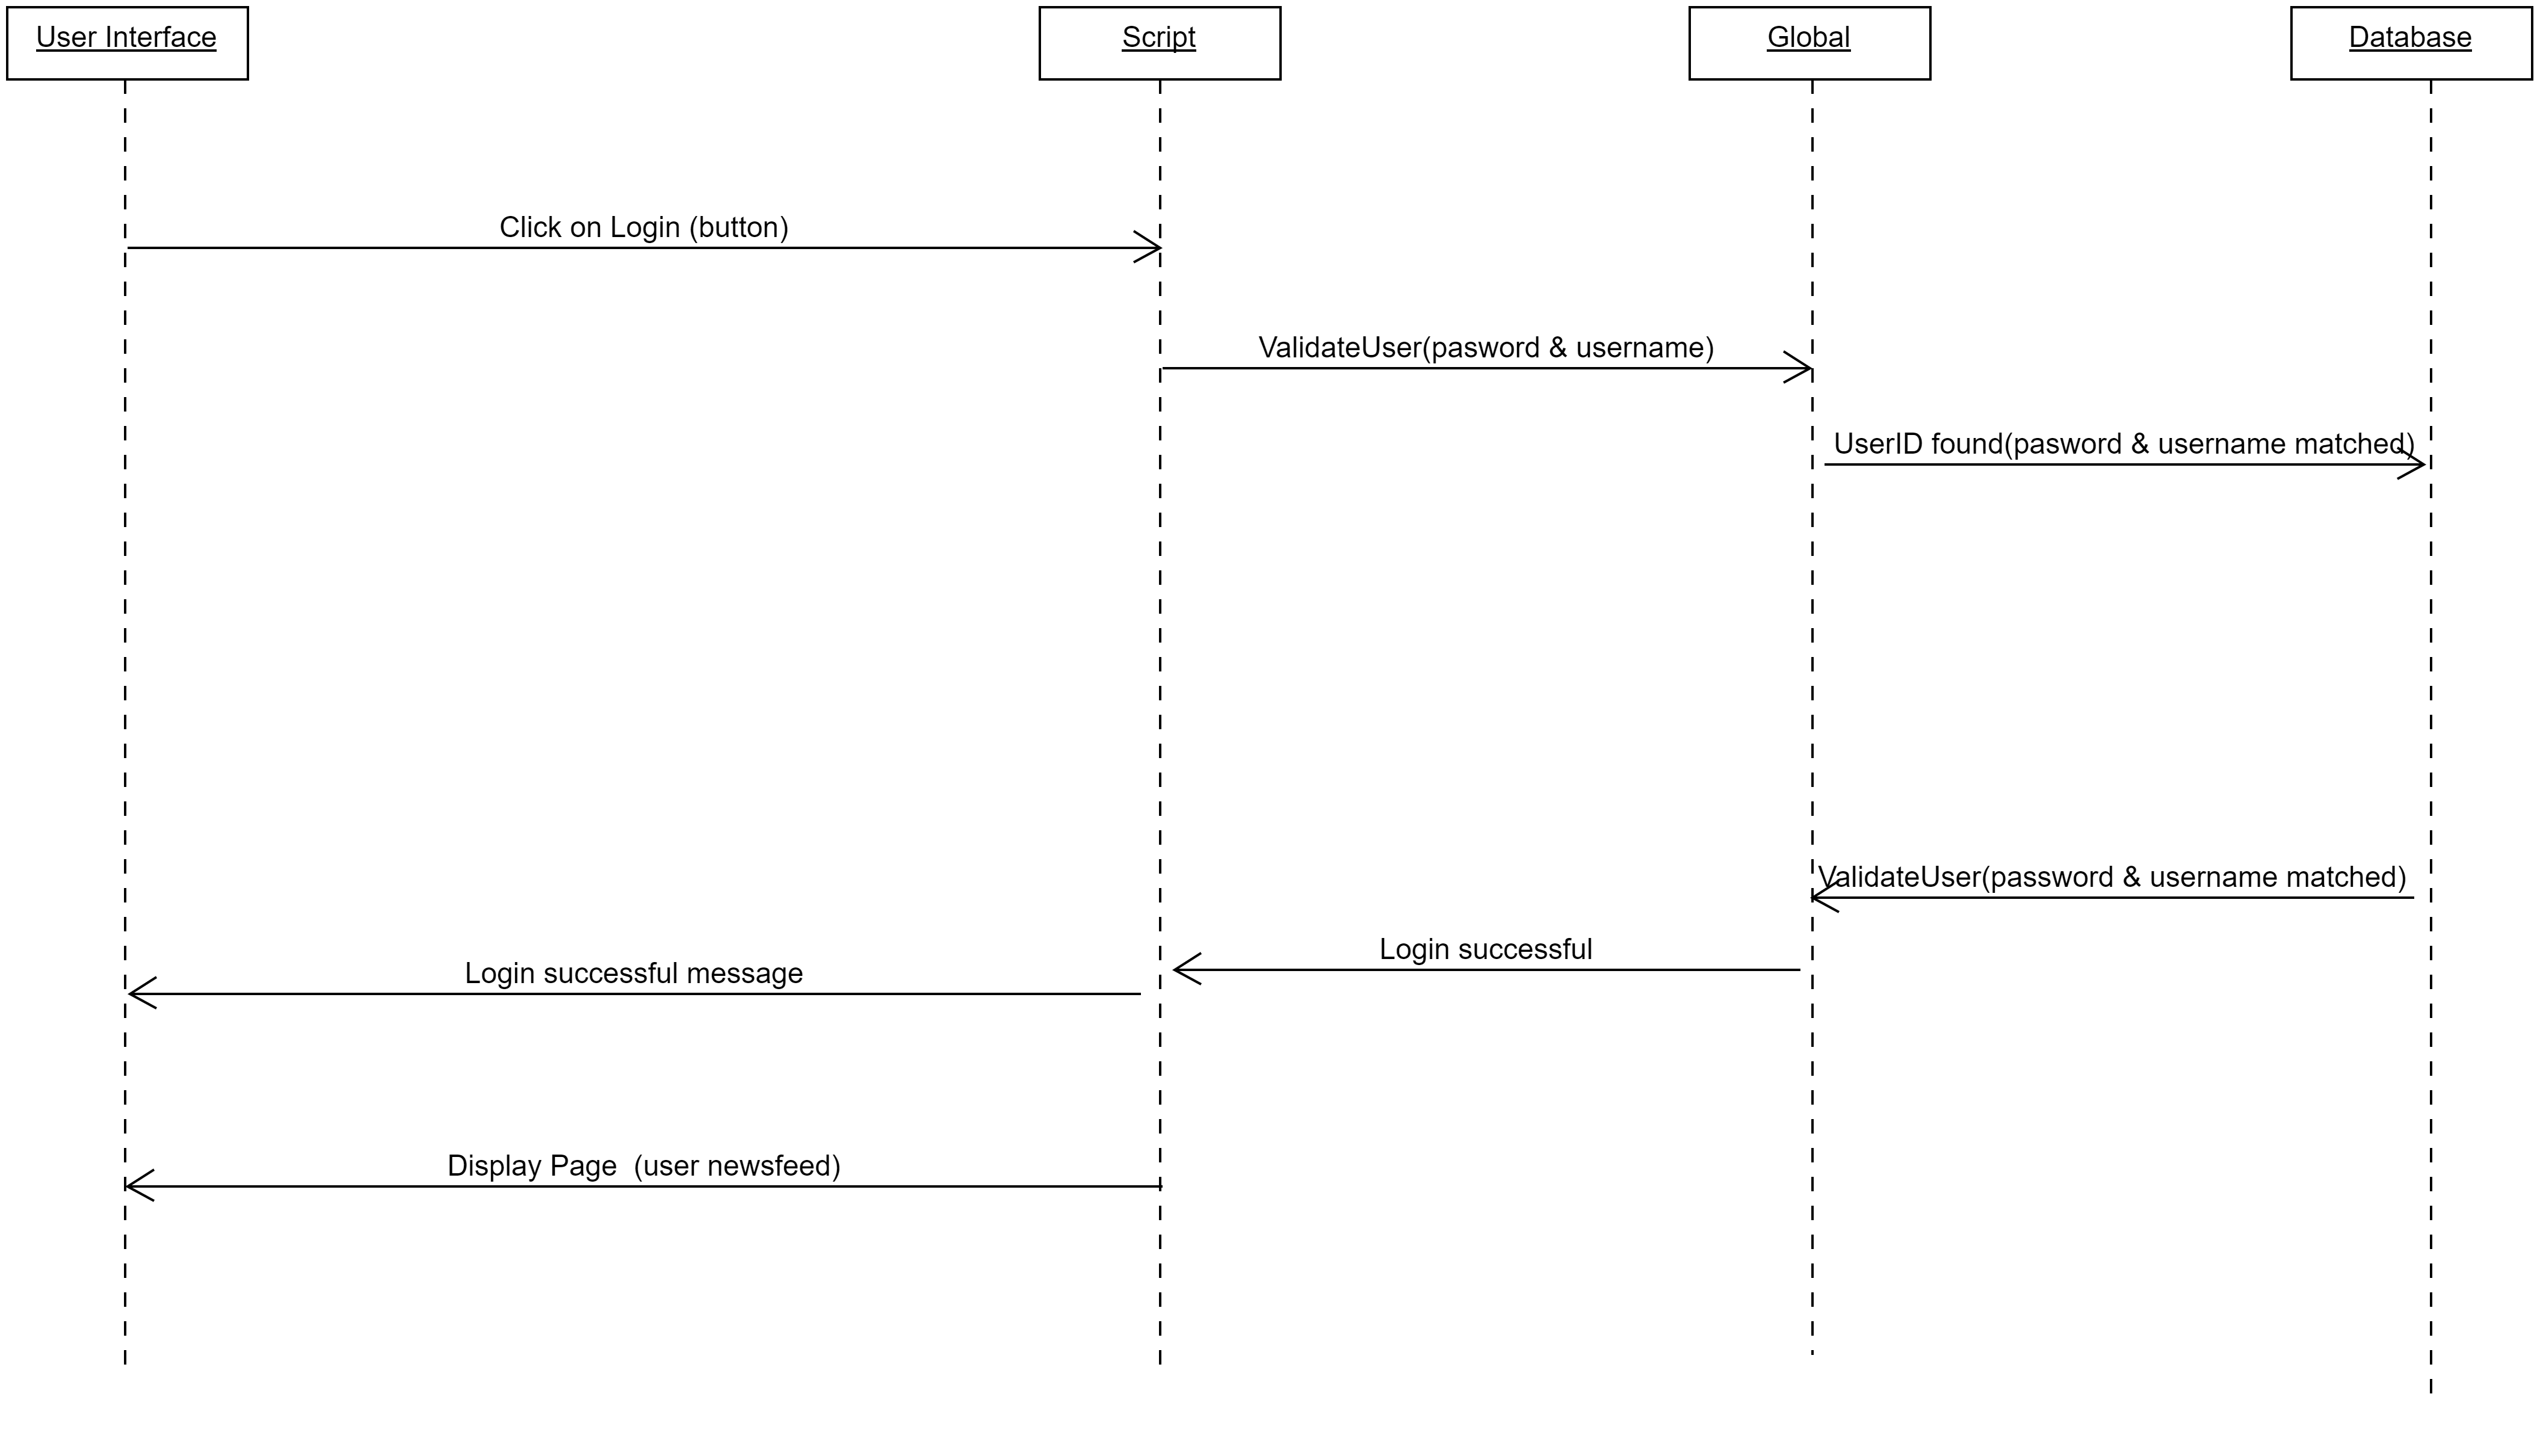 User Interface
Script
Global
Database
Click on Login (button)
ValidateUser(pasword & username)
UserID found(pasword & username matched)
ValidateUser(password & username matched)
Login successful
Login successful message
Display Page  (user newsfeed)